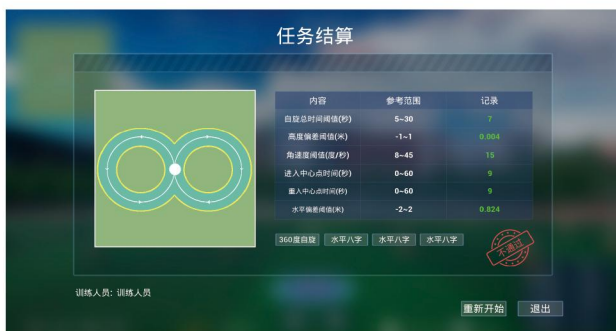 任务结算
内容 参考范围 记录
自旋总时间阈值(秒) 5~30 7
高度偏差阈值(米) -1~1 0.004
角速度阈值(度/秒) 8~45 15
进入中心点时间(秒) 0~60 9
重入中心点时间(秒) 0~60 9
水平偏差阈值(米) -2~2 0.824
360度自旋 水平八字 水平八字 水平八字
不通过
训练人员: 训练人员
重新开始 退出